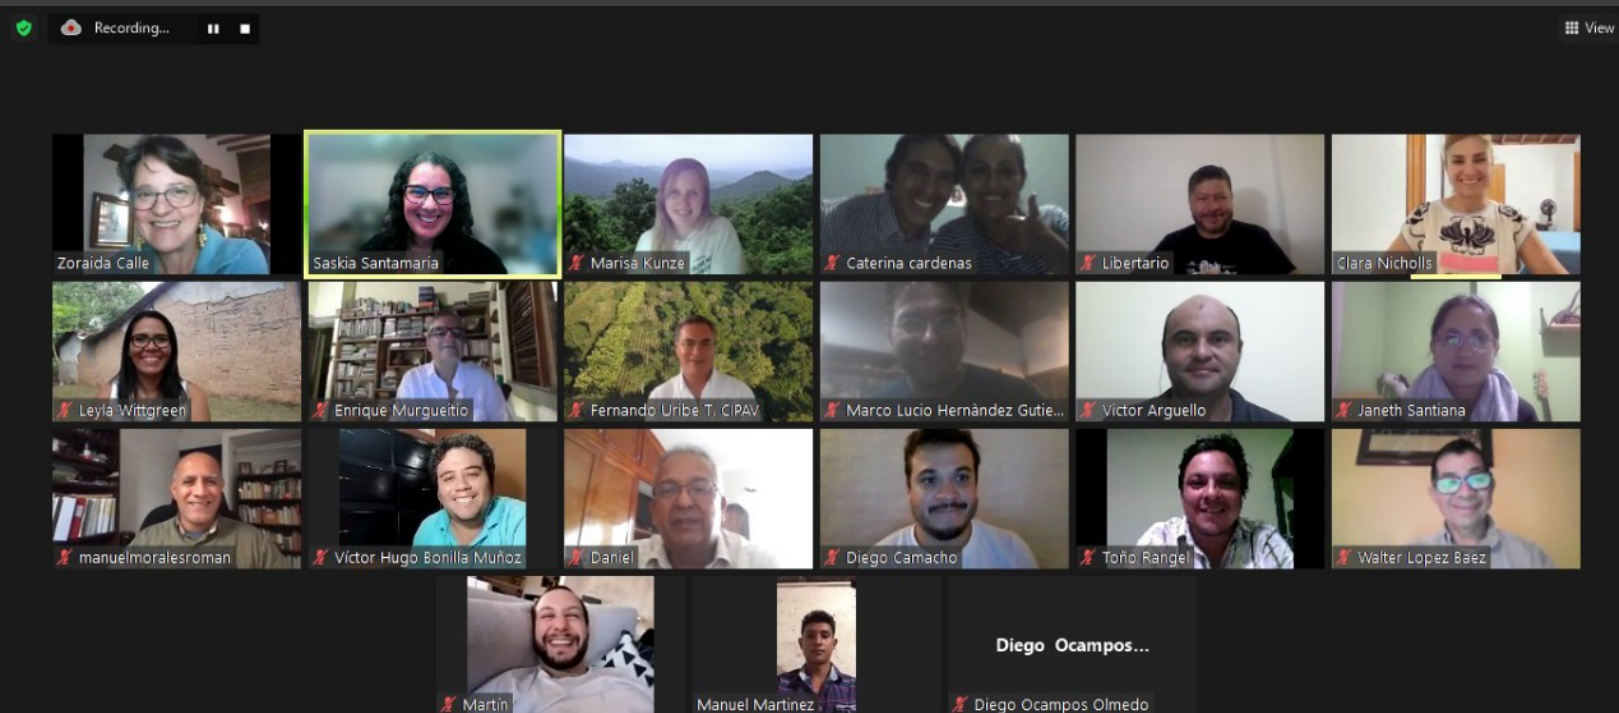 Recording...
View
Zoraida Calle
Saskia Santamaria
Marisa Kunze
Caterina cardenas
Libertario
Clara Nicholls
Leyla Wittgreen
Enrique Murgueitio
Fernando Uribe T. CIPAV
Marco Lucio Hernàndez Gutie...
Victor Arguello
Janeth Santiana
manuelmoralesroman
Víctor Hugo Bonilla Muñoz
Daniel
Diego Camacho
Toño Rangel
Walter Lopez Baez
Diego Ocampos...
Martín
Manuel Martinez
Diego Ocampos Olmedo